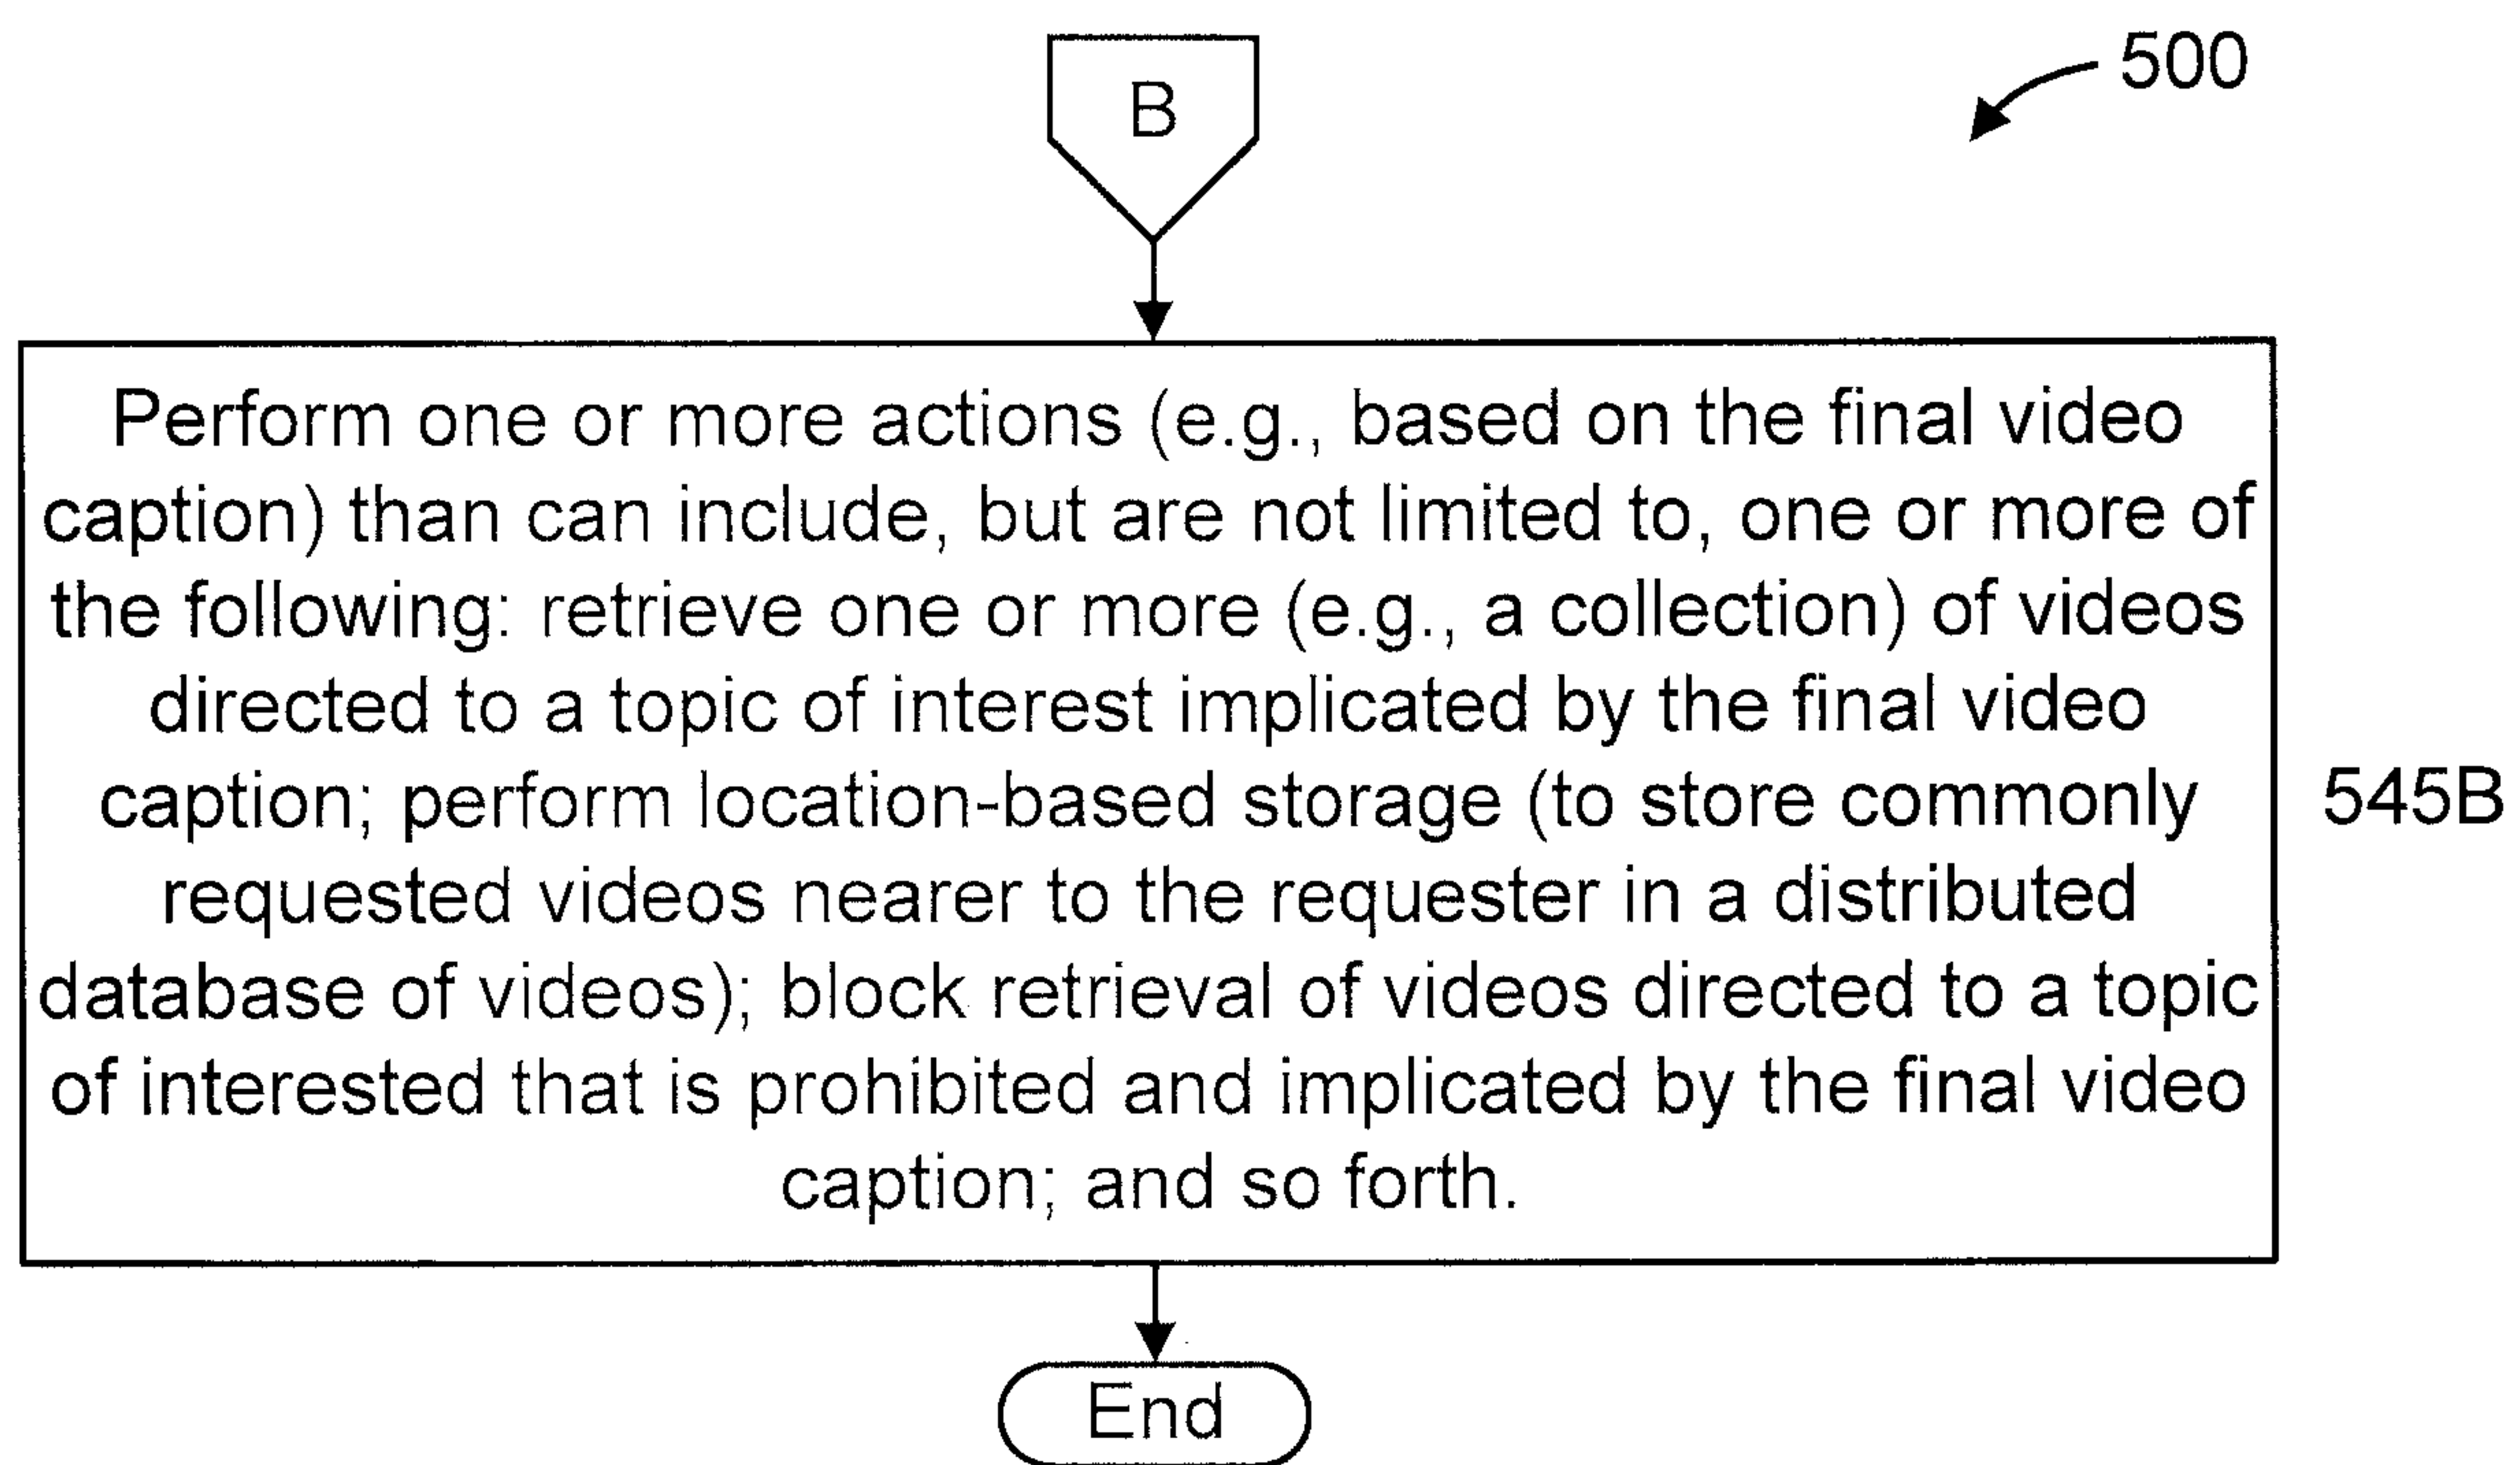 B
500
Perform one or more actions (e.g., based on the final video
caption) than can include, but are not limited to, one or more of
the following: retrieve one or more (e.g., a collection) of videos
directed to a topic of interest implicated by the final video
caption; perform location-based storage (to store commonly
requested videos nearer to the requester in a distributed
database of videos); block retrieval of videos directed to a topic
of interested that is prohibited and implicated by the final video
caption; and so forth.
545B
End